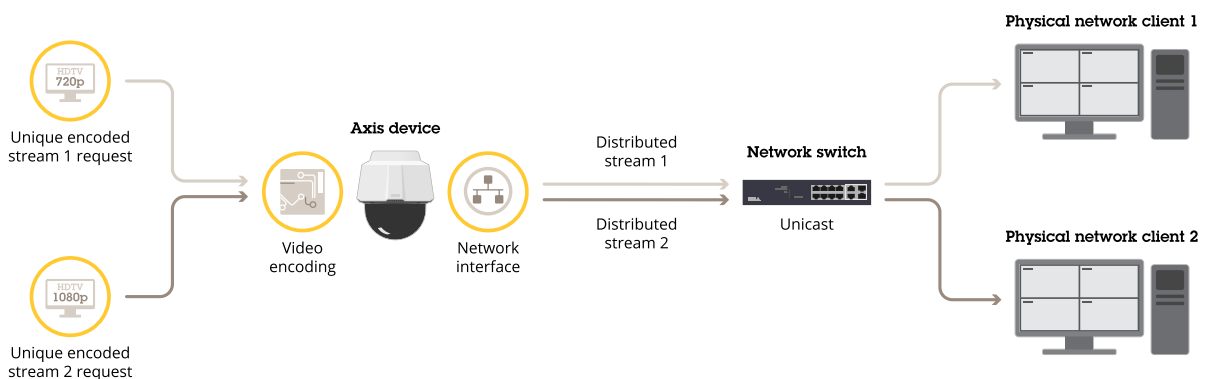 HDTV
720p
Unique encoded
stream 1 request
HDTV
1080p
Unique encoded
stream 2 request
Axis device
Video
encoding
Network
interface
Distributed
stream 1
Distributed
stream 2
Network switch
Unicast
Physical network client 1
Physical network client 2